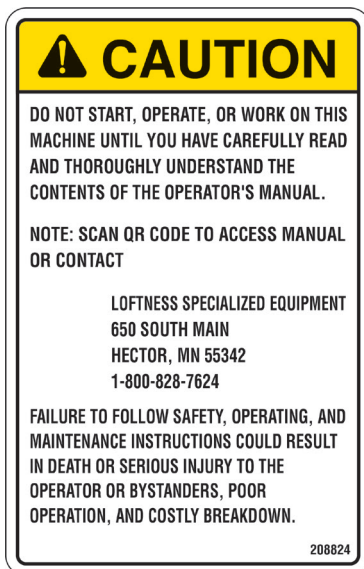 CAUTION
DO NOT START, OPERATE, OR WORK ON THIS
MACHINE UNTIL YOU HAVE CAREFULLY READ
AND THOROUGHLY UNDERSTAND THE
CONTENTS OF THE OPERATOR'S MANUAL.
NOTE: SCAN QR CODE TO ACCESS MANUAL
OR CONTACT
LOFTNESS SPECIALIZED EQUIPMENT
650 SOUTH MAIN
HECTOR, MN 55342
1-800-828-7624
FAILURE TO FOLLOW SAFETY, OPERATING, AND
MAINTENANCE INSTRUCTIONS COULD RESULT
IN DEATH OR SERIOUS INJURY TO THE
OPERATOR OR BYSTANDERS, POOR
OPERATION, AND COSTLY BREAKDOWN.
208824